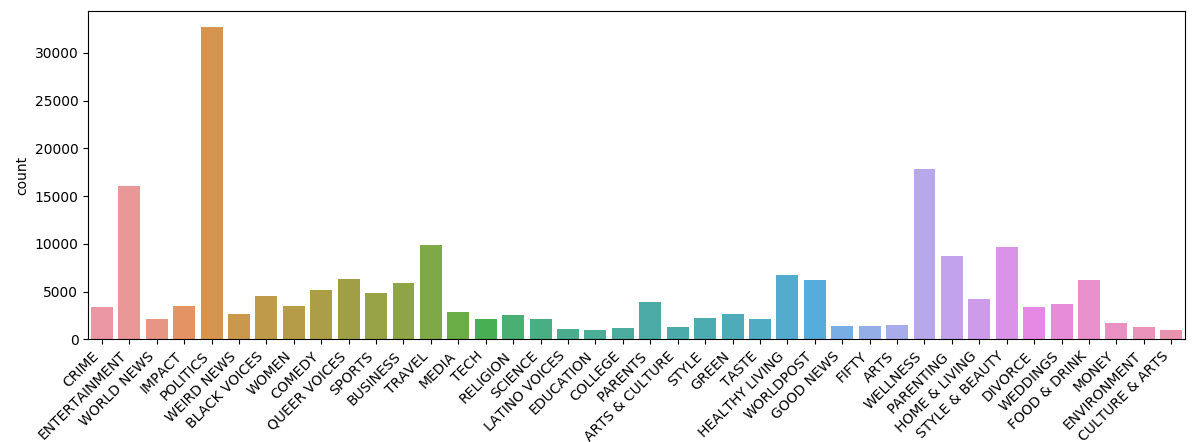 count
30000
25000
20000
15000
10000
5000
0
CRIME
ENTERTAINMENT
WORLD NEWS
IMPACT
POLITICS
WEIRD NEWS
BLACK VOICES
WOMEN
COMEDY
QUEER VOICES
SPORTS
BUSINESS
TRAVEL
MEDIA
TECH
RELIGION
SCIENCE
LATINO VOICES
EDUCATION
COLLEGE
PARENTS
ARTS & CULTURE
STYLE
GREEN
TASTE
HEALTHY LIVING
WORLDPOST
GOOD NEWS
FIFTY
ARTS
WELLNESS
PARENTING
HOME & LIVING
STYLE & BEAUTY
DIVORCE
WEDDINGS
FOOD & DRINK
MONEY
ENVIRONMENT
CULTURE & ARTS